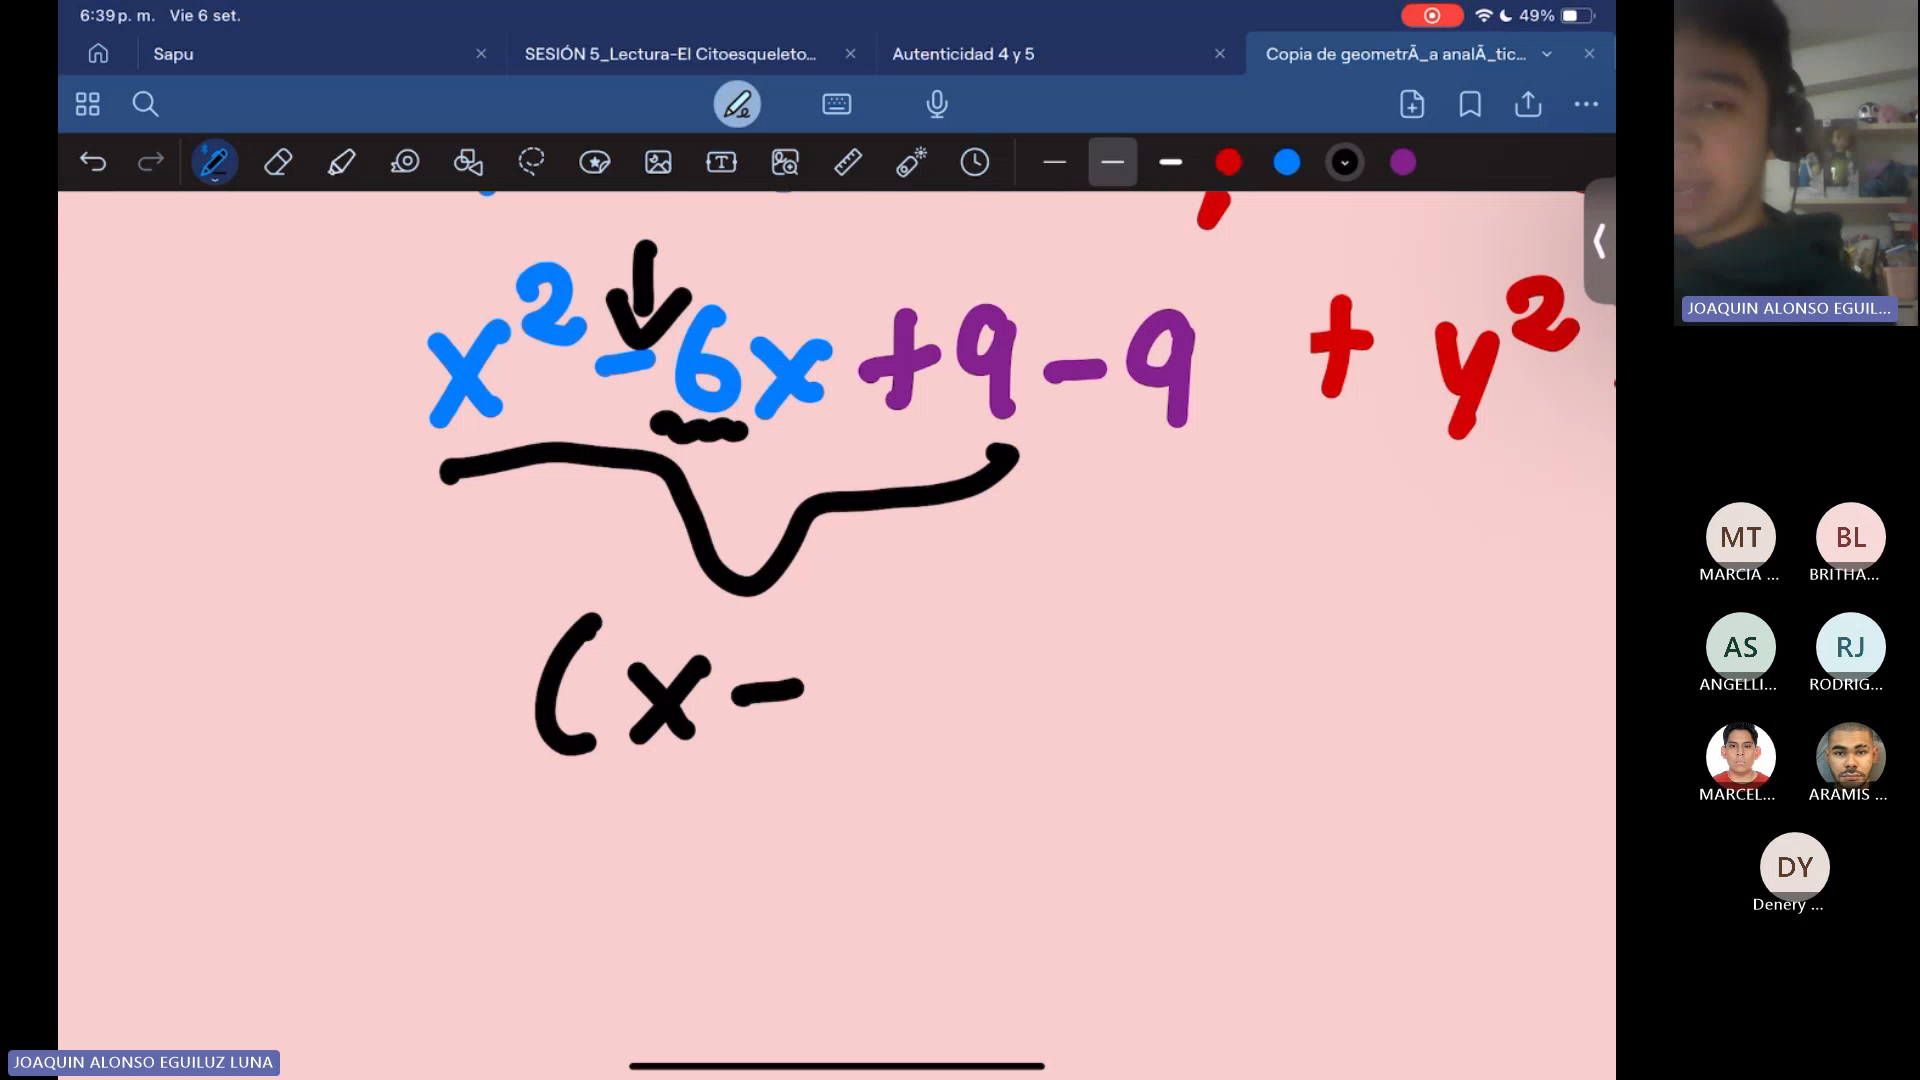 6:39 p. m. Vie 6 set.
49%
Sapu
SESIÓN 5_Lectura-El Citoesqueleto...
Autenticidad 4 y 5
Copia de geometrÃ_a analÃ_tic...
x² - 6x + 9 - 9 + y²
(x -
JOAQUIN ALONSO EGUIL...
MT
MARCIA ...
BL
BRITHA...
AS
ANGELLI...
RJ
RODRIG...
MARCEL...
ARAMIS ...
DY
Denery ...
JOAQUIN ALONSO EGUILUZ LUNA